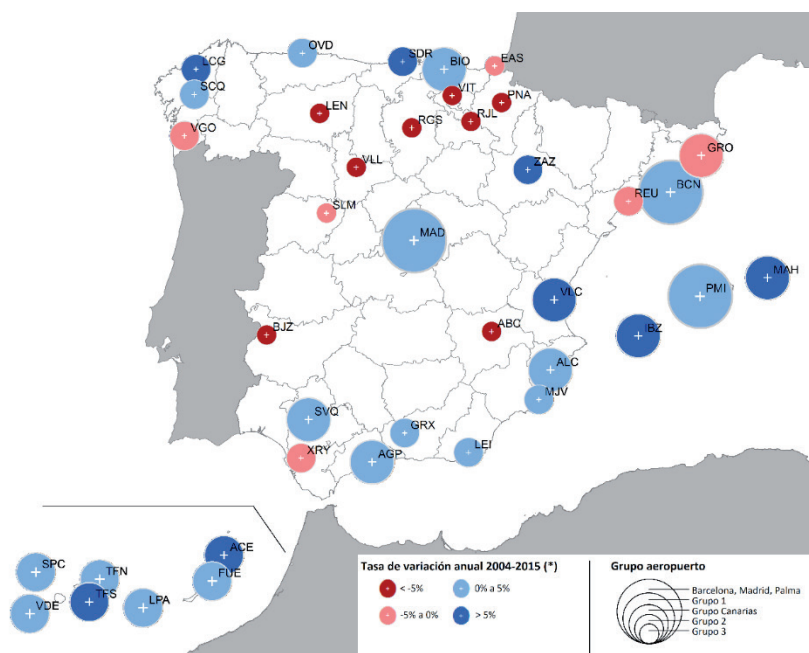 OVD
SDR
BIO
EAS
LCG
SCQ
VIT
PNA
LEN
RGS
RJL
VGO
GRO
VLL
ZAZ
BCN
REU
SLM
MAD
MAH
PMI
VLC
IBZ
BJZ
ABC
ALC
MJV
SVQ
GRX
LEI
XRY
AGP
ACE
SPC
TFN
FUE
TFS
LPA
VDE
Tasa de variación anual 2004-2015 (*)
< -5%
0% a 5%
-5% a 0%
> 5%
Grupo aeropuerto
Barcelona, Madrid, Palma
Grupo 1
Grupo Canarias
Grupo 2
Grupo 3